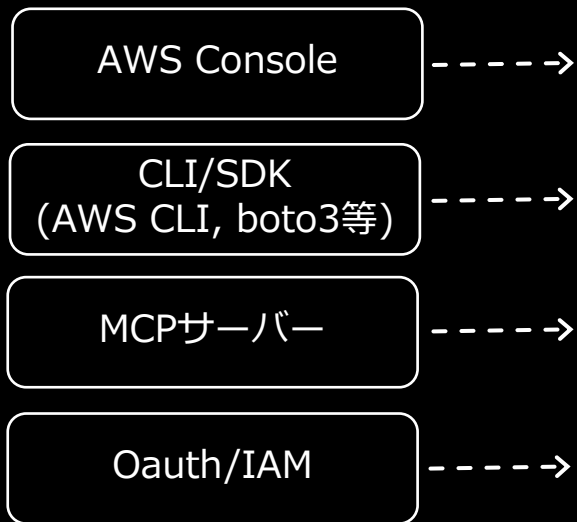 AWS Console
CLI/SDK
(AWS CLI, boto3等)
MCPサーバー
Oauth/IAM